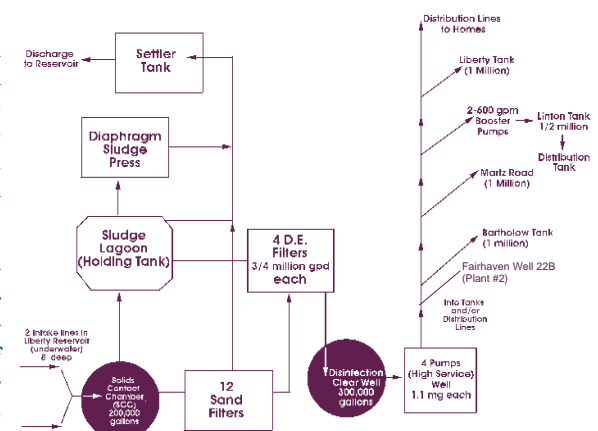 Distribution Lines
to Homes
Discharge
to Reservoir
Settler
Tank
Liberty Tank
(1 Million)
2-600 gpm
Booster
Pumps
Linton Tank
1/2 million
Distribution
Tank
Diaphragm
Sludge
Press
Martz Road
(1 Million)
Sludge
Lagoon
(Holding Tank)
4 D.E.
Filters
3/4 million gpd
each
Bartholow Tank
(1 million)
Fairhaven Well 22B
(Plant #2)
Into Tanks
and/or
Distribution
Lines
2 Intake lines in
Liberty Reservoir
(underwater)
& deep
Solids
Contact
Chamber
(SCC)
200,000
gallons
12
Sand
Filters
Disinfection
Clear Well
300,000
gallons
4 Pumps
(High Service)
Well
1.1 mg each